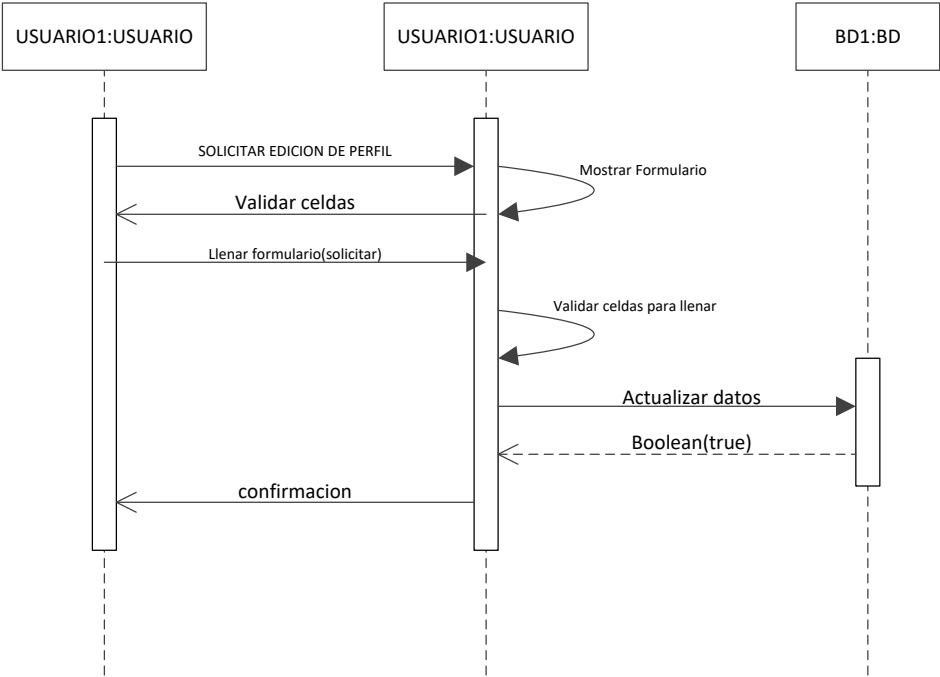 USUARIO1:USUARIO
USUARIO1:USUARIO
BD1:BD
SOLICITAR EDICION DE PERFIL
Mostrar Formulario
Validar celdas
Llenar formulario(solicitar)
Validar celdas para llenar
Actualizar datos
Boolean(true)
confirmacion